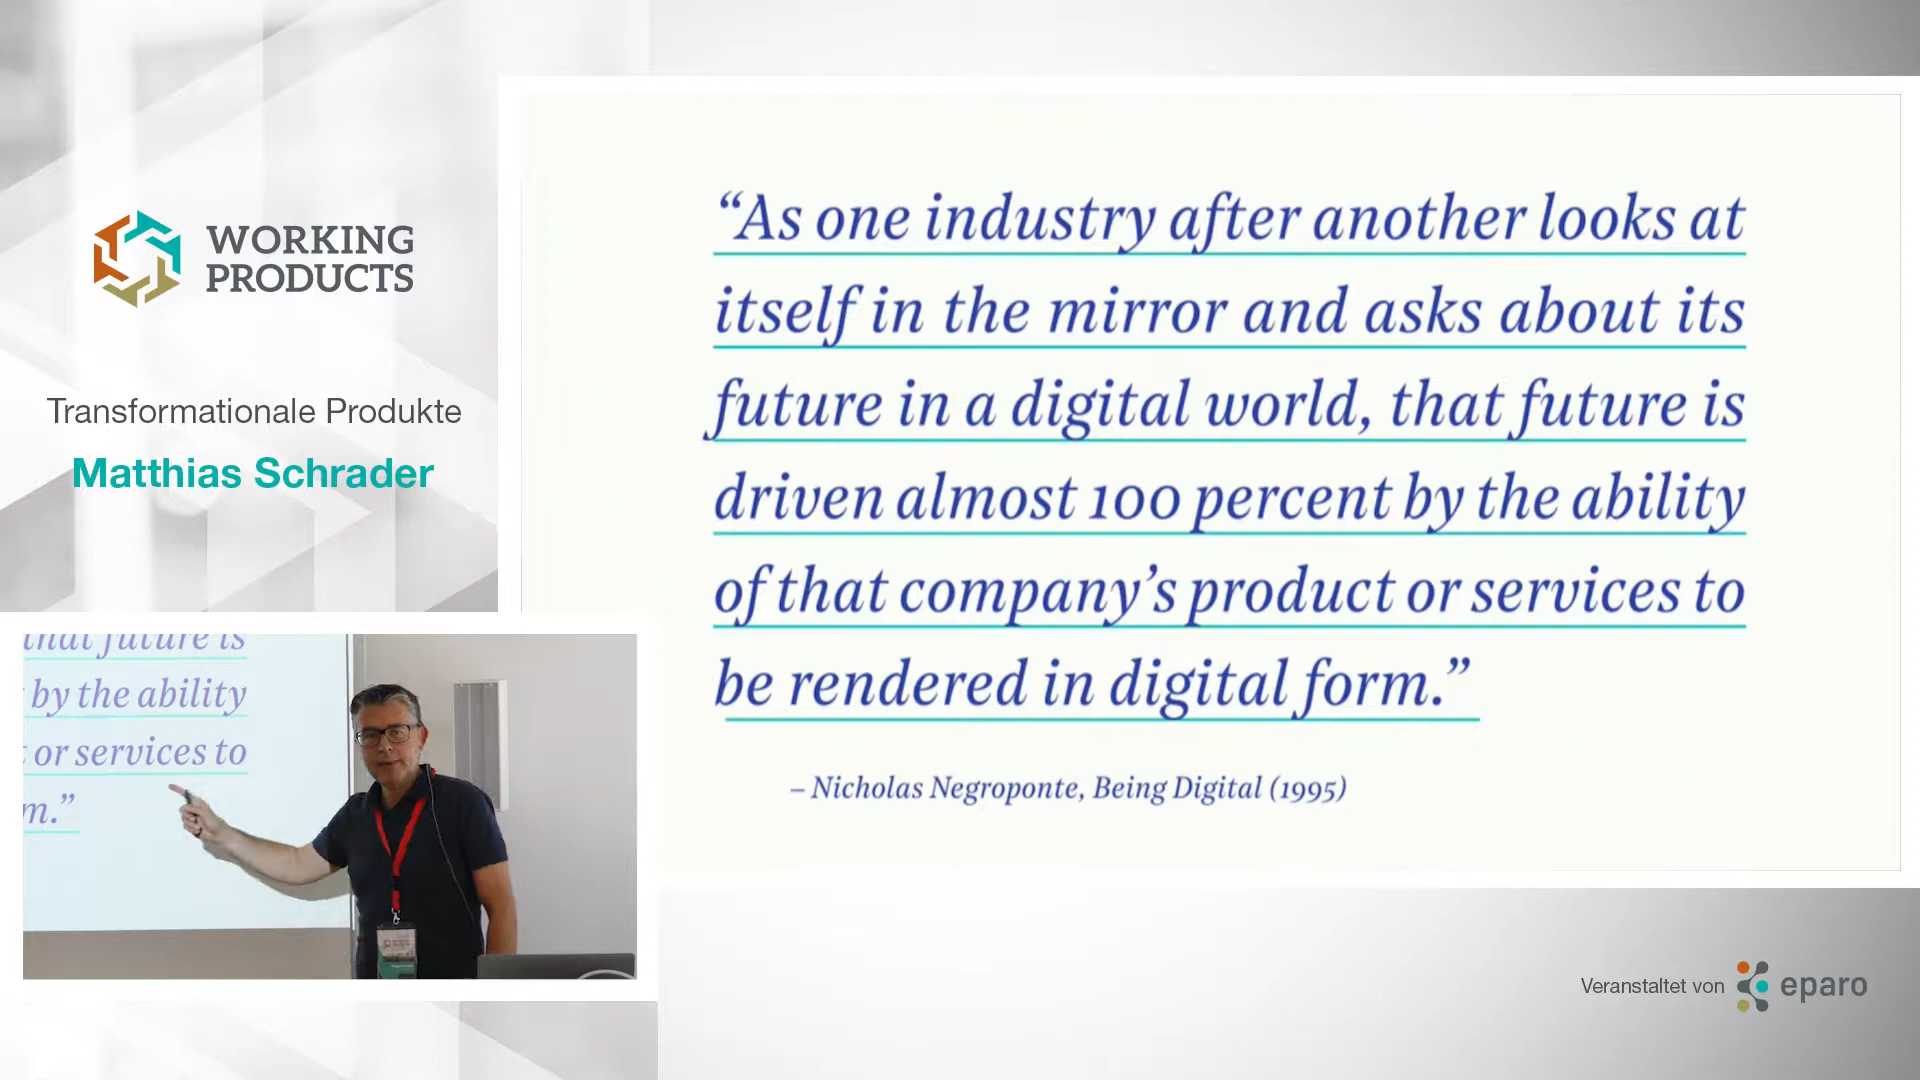 WORKING
PRODUCTS
Transformationale Produkte
Matthias Schrader
“As one industry after another looks at
itself in the mirror and asks about its
future in a digital world, that future is
driven almost 100 percent by the ability
of that company’s product or services to
be rendered in digital form.”
– Nicholas Negroponte, Being Digital (1995)
that future is
by the ability
or services to
m.”
Veranstaltet von eparo